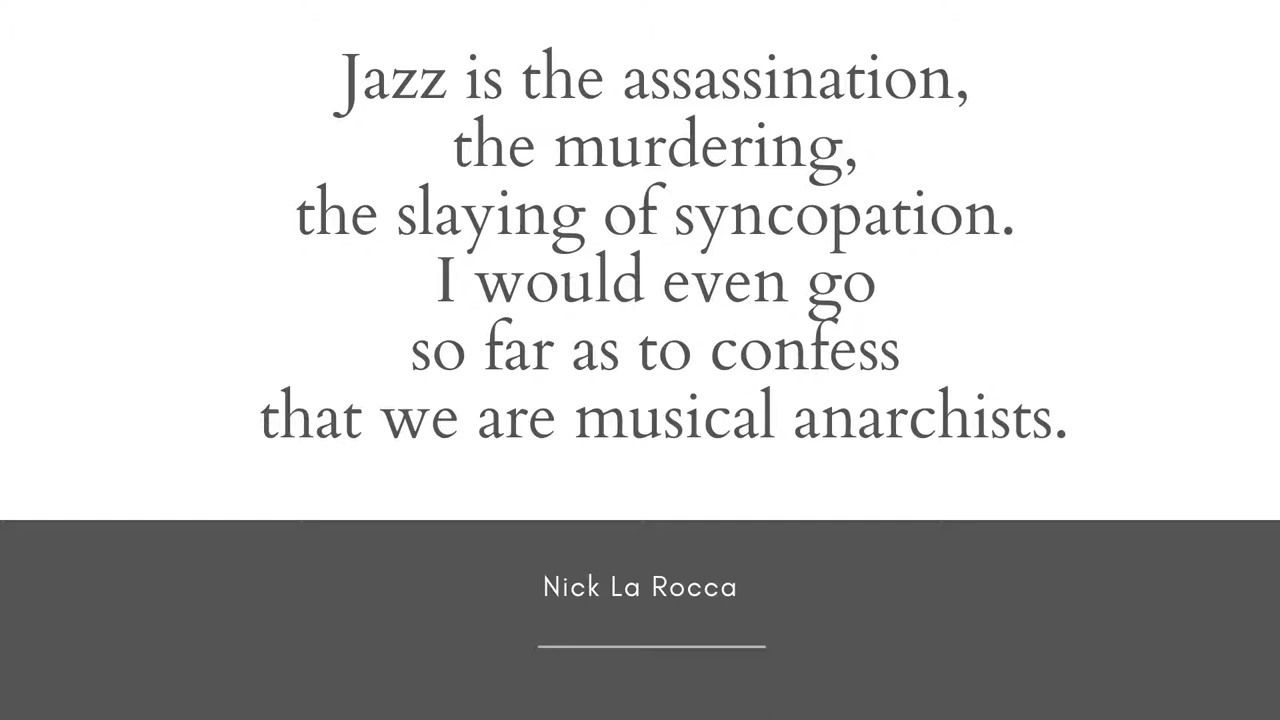 Jazz is the assassination,
the murdering,
the slaying of syncopation.
I would even go
so far as to confess
that we are musical anarchists.
Nick La Rocca